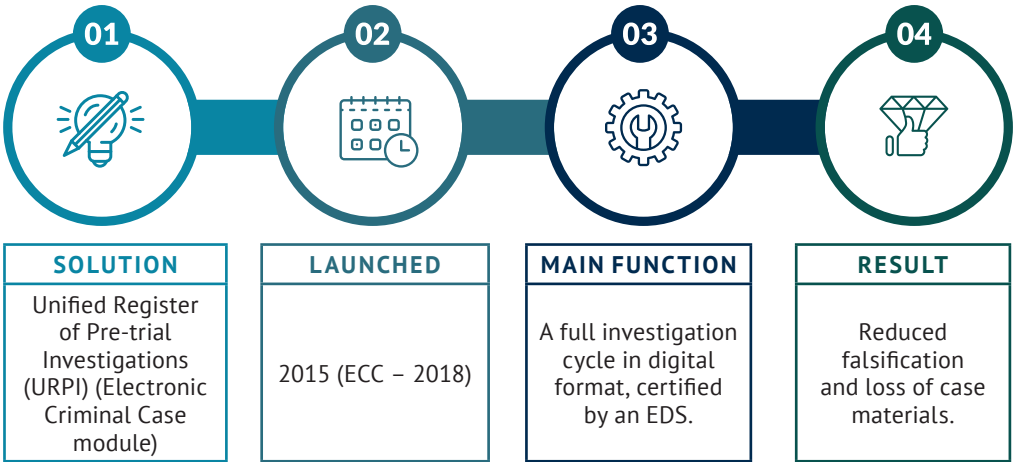 01
02
03
04
SOLUTION
Unified Register
of Pre-trial
Investigations
(URPI) (Electronic
Criminal Case
module)
LAUNCHED
2015 (ECC – 2018)
MAIN FUNCTION
A full investigation
cycle in digital
format, certified
by an EDS.
RESULT
Reduced
falsification
and loss of case
materials.